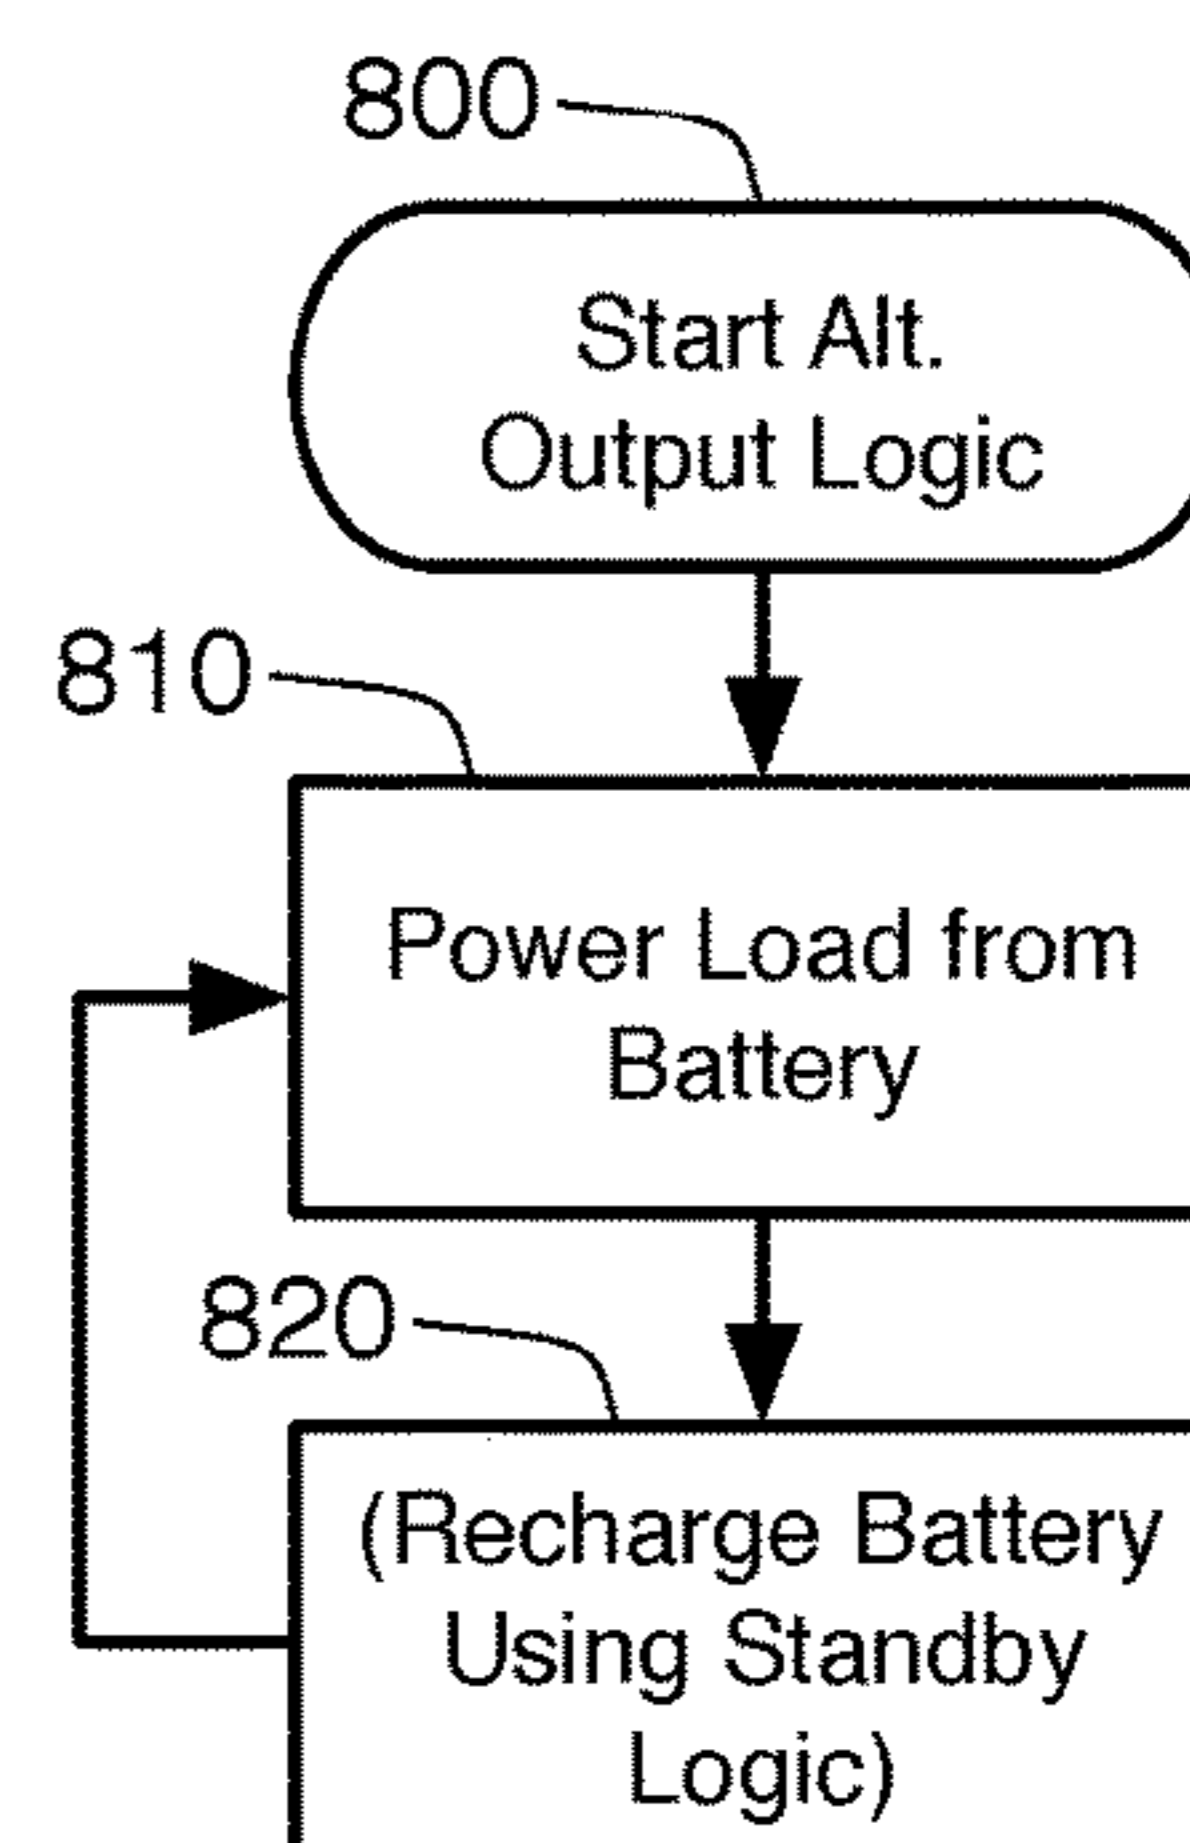 800
Start Alt.
Output Logic
810
Power Load from
Battery
820
(Recharge Battery
Using Standby
Logic)